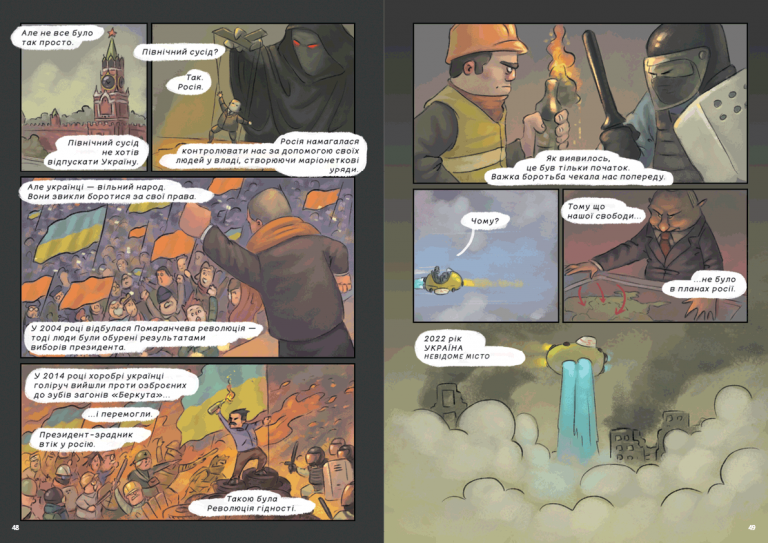 Але не все було
так просто.
Північний сусід?
Так.
Росія.
Північний сусід
не хотів
відпускати Україну.
Росія намагалася
контролювати нас за допомогою своїх
людей у владі, створюючи маріонеткові
уряди.
Але українці — вільний народ.
Вони звикли боротися за свої права.
У 2004 році відбулася Помаранчева революція —
тоді люди були обурені результатами
виборів президента.
У 2014 році хоробрі українці
голіруч вийшли проти озброєних
до зубів загонів «Беркута»...
...і перемогли.
Президент-зрадник
втік у росію.
Такою була
Революція гідності.
48
Як виявилось,
це був тільки початок.
Важка боротьба чекала нас попереду.
Чому?
Тому що
нашої свободи...
...не було
в планах росії.
2022 рік
УКРАЇНА
НЕВІДОМЕ МІСТО
49